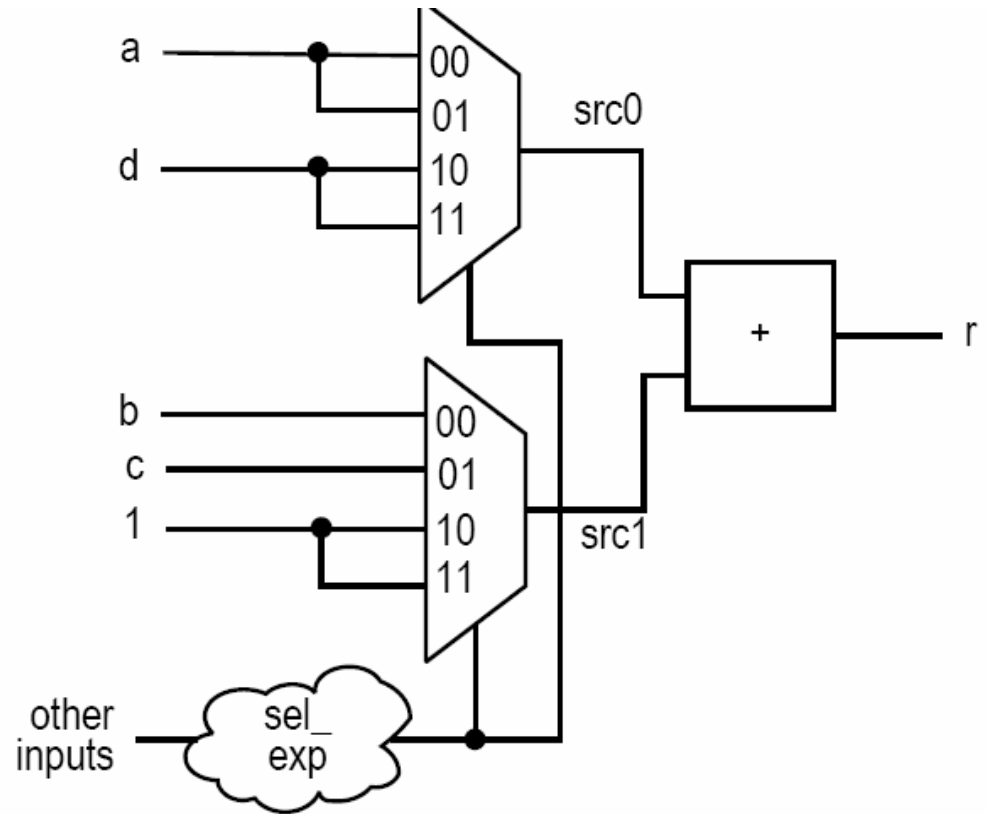 a
00
01
src0
d
10
11
+
r
b
00
c
01
1
10
src1
11
other
inputs
sel_
exp